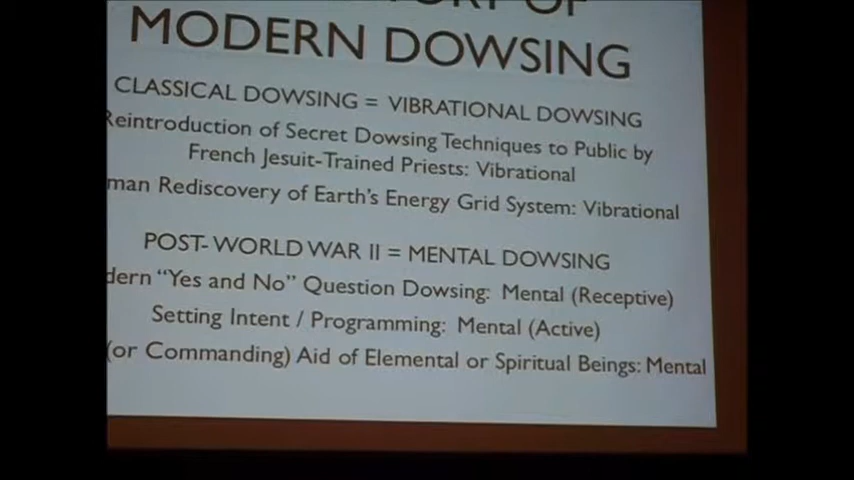 OF
MODERN DOWSING
CLASSICAL DOWSING = VIBRATIONAL DOWSING
Reintroduction of Secret Dowsing Techniques to Public by
French Jesuit-Trained Priests: Vibrational
Rediscovery of Earth's Energy Grid System: Vibrational
POST-WORLD WAR II = MENTAL DOWSING
"Yes and No" Question Dowsing: Mental (Receptive)
Setting Intent / Programming: Mental (Active)
(or Commanding) Aid of Elemental or Spiritual Beings: Mental